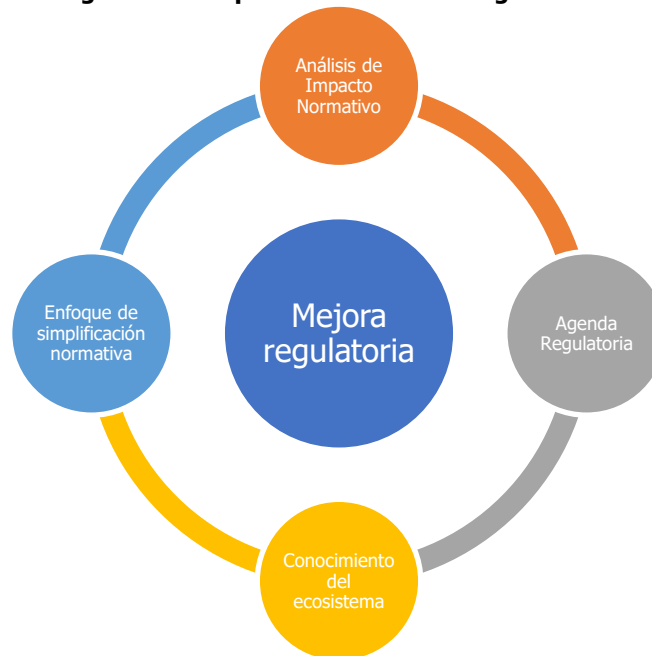 Análisis de
Impacto
Normativo
Enfoque de
simplificación
normativa
Mejora
regulatoria
Agenda
Regulatoria
Conocimiento
del
ecosistema